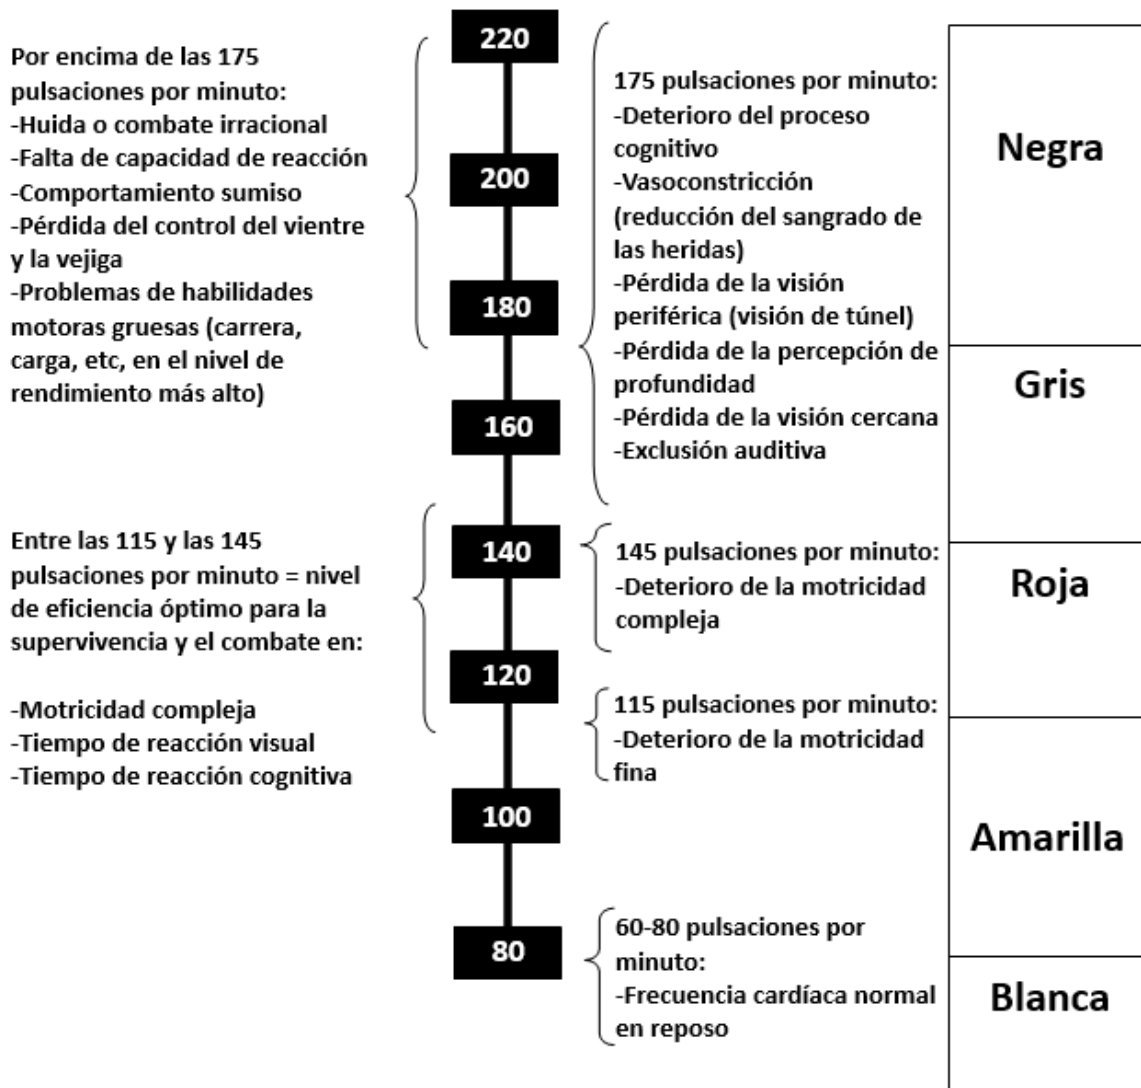 Por encima de las 175
pulsaciones por minuto:
-Huida o combate irracional
-Falta de capacidad de reacción
-Comportamiento sumiso
-Pérdida del control del vientre
y la vejiga
-Problemas de habilidades
motoras gruesas (carrera,
carga, etc, en el nivel de
rendimiento más alto)
Entre las 115 y las 145
pulsaciones por minuto = nivel
de eficiencia óptimo para la
supervivencia y el combate en:
-Motricidad compleja
-Tiempo de reacción visual
-Tiempo de reacción cognitiva
220
200
180
160
140
120
100
80
175 pulsaciones por minuto:
-Deterioro del proceso
cognitivo
-Vasoconstricción
(reducción del sangrado de
las heridas)
-Pérdida de la visión
periférica (visión de túnel)
-Pérdida de la percepción de
profundidad
-Pérdida de la visión cercana
-Exclusión auditiva
145 pulsaciones por minuto:
-Deterioro de la motricidad
compleja
115 pulsaciones por minuto:
-Deterioro de la motricidad
fina
60-80 pulsaciones por
minuto:
-Frecuencia cardíaca normal
en reposo
Negra
Gris
Roja
Amarilla
Blanca